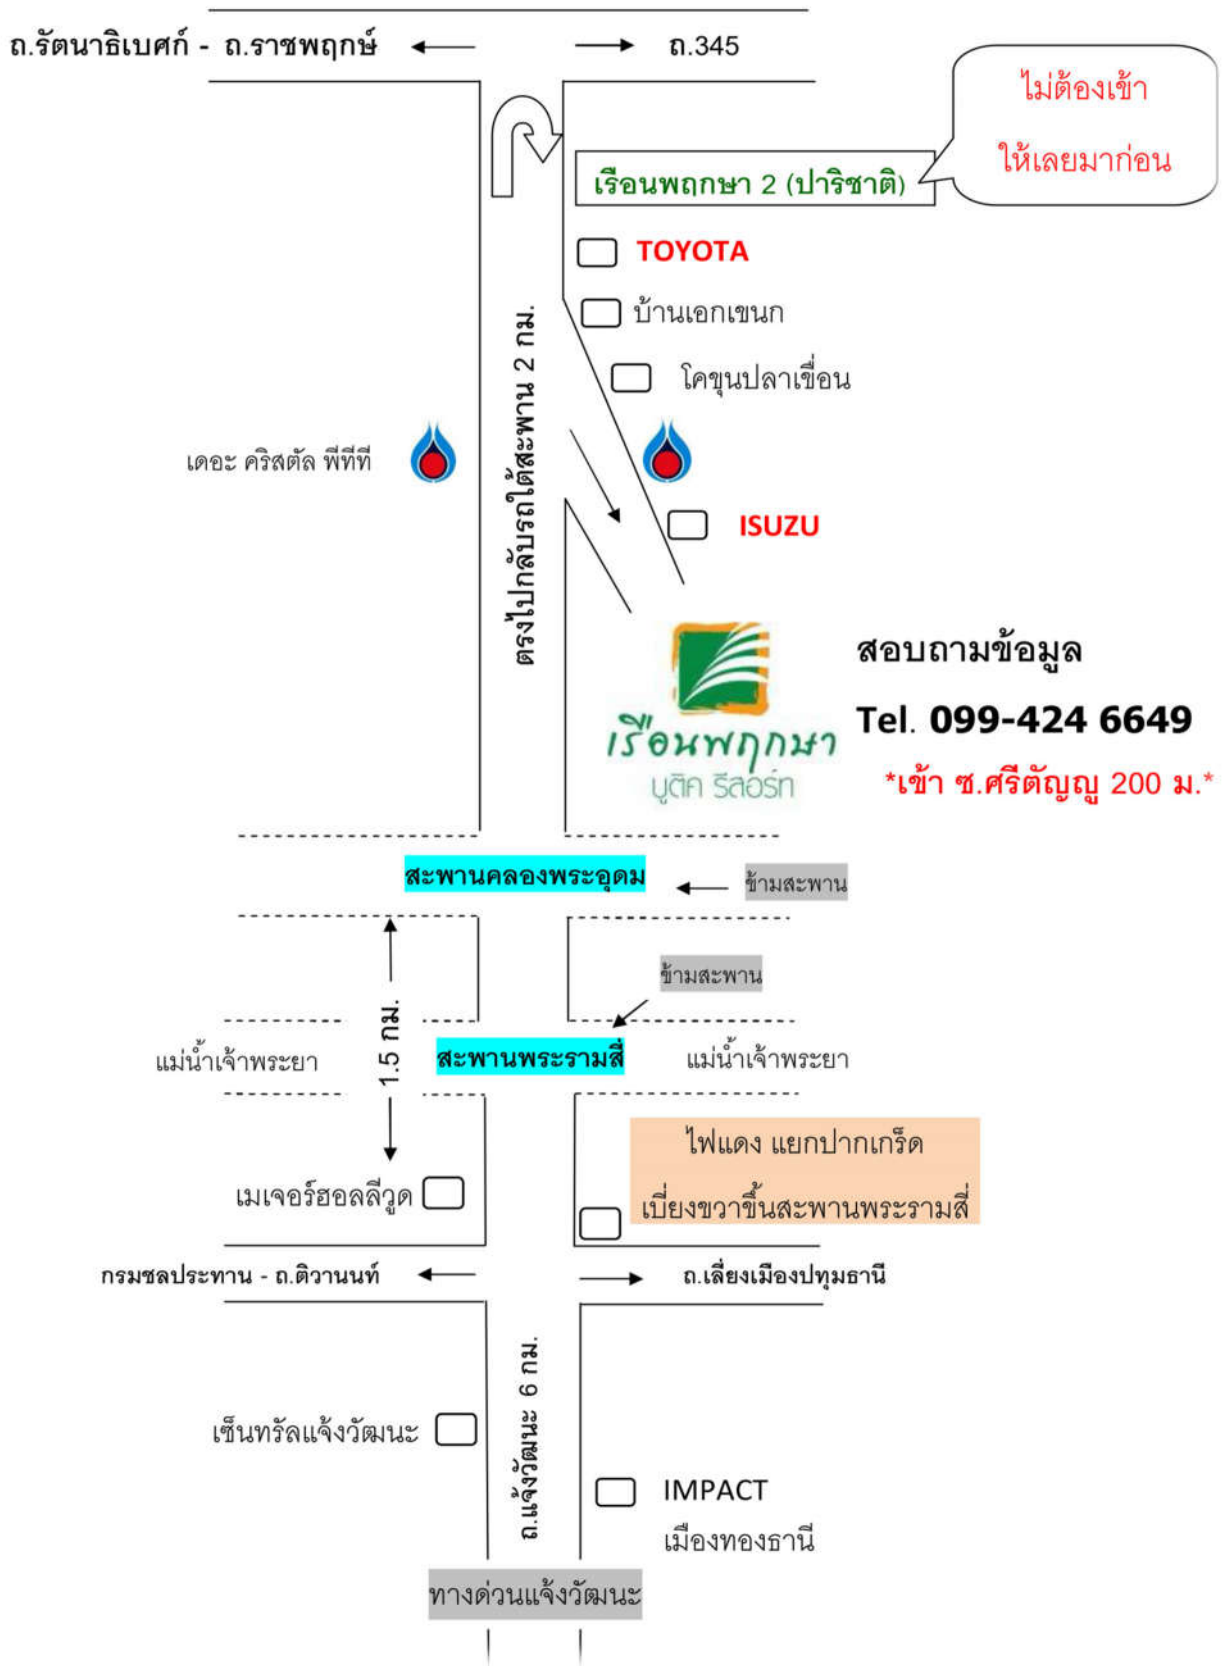 ถ.รัตนาธิเบศก์ - ถ.ราชพฤกษ์
ถ.345
ไม่ต้องเข้า
ให้เลยมาก่อน
เรือนพฤกษา 2 (ปาริชาติ)
TOYOTA
บ้านเอกเขนก
โคขุนปลาเขื่อน
ตรงไปกลับรถใต้สะพาน 2 กม.
เดอะ คริสตัล พีทีที
ISUZU
เรือนพฤกษา
บูติค รีสอร์ท
สอบถามข้อมูล
Tel. 099-424 6649
*เข้า ซ.ศรีตัญญู 200 ม.*
สะพานคลองพระอุดม
ข้ามสะพาน
ข้ามสะพาน
1.5 กม.
แม่น้ำเจ้าพระยา
สะพานพระรามสี่
แม่น้ำเจ้าพระยา
ไฟแดง แยกปากเกร็ด
เบี่ยงขวาขึ้นสะพานพระรามสี่
เมเจอร์ฮอลลีวูด
กรมชลประทาน - ถ.ติวานนท์
ถ.เลี่ยงเมืองปทุมธานี
ถ.แจ้งวัฒนะ 6 กม.
เซ็นทรัลแจ้งวัฒนะ
IMPACT
เมืองทองธานี
ทางด่วนแจ้งวัฒนะ